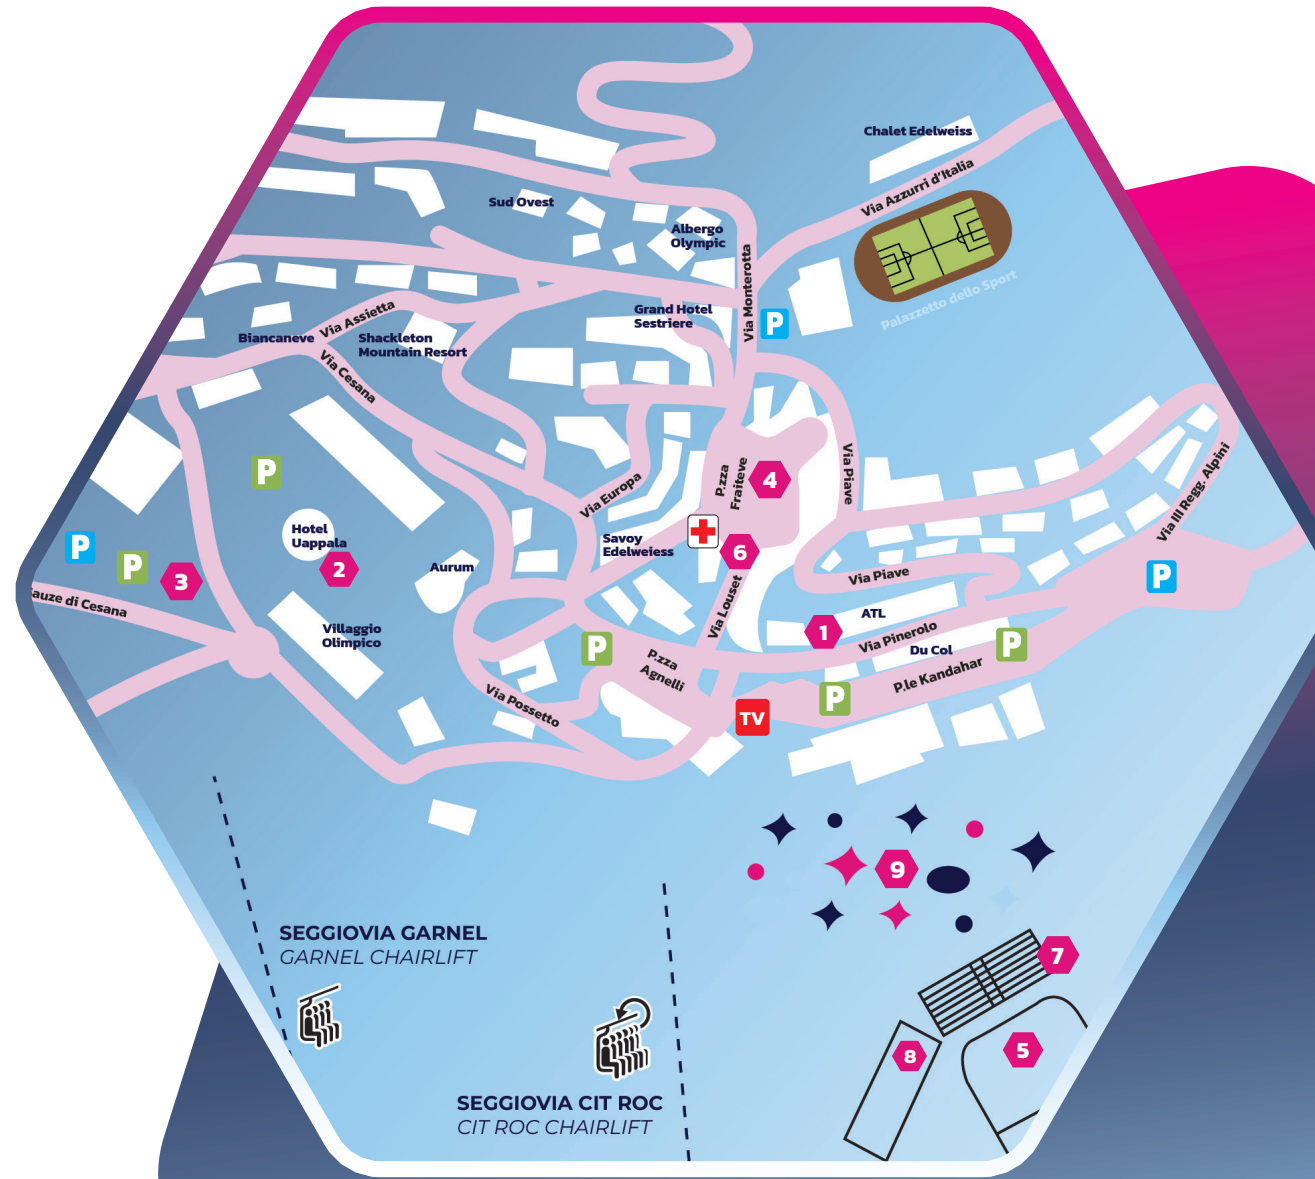 Chalet Edelweiss
Via Azzurri d'Italia
Sud Ovest
Albergo
Olympic
Via Monterotta
Palazzetto dello Sport
Grand Hotel
Sestriere
P
Via Assietta
Biancaneve
Shackleton
Mountain Resort
Via Cesana
P
P.zza
Fraiteve
4
Via Piave
Via III Regg. Alpini
Via Europa
Hotel
Uappala
P
P
3
2
Savoy
Edelweiess
6
Aurum
Via Piave
P
auze di Cesana
Via Louset
ATL
1
Via Pinerolo
Villaggio
Olimpico
P
P.zza
Agnelli
Du Col
P
P.le Kandahar
Via Possetto
P
TV
9
SEGGIOVIA GARNEL
GARNEL CHAIRLIFT
7
8
5
SEGGIOVIA CIT ROC
CIT ROC CHAIRLIFT